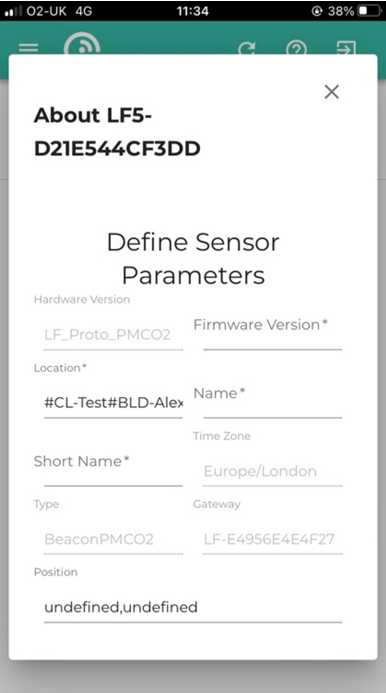 O2-UK 4G 11:34 38%
About LF5-
D21E544CF3DD
Define Sensor
Parameters
Hardware Version
LF_Proto_PMCO2
Firmware Version*
Location*
#CL-Test#BLD-Alex
Name*
Time Zone
Europe/London
Short Name*
Type
BeaconPMCO2
Gateway
LF-E4956E4E4F27
Position
undefined,undefined